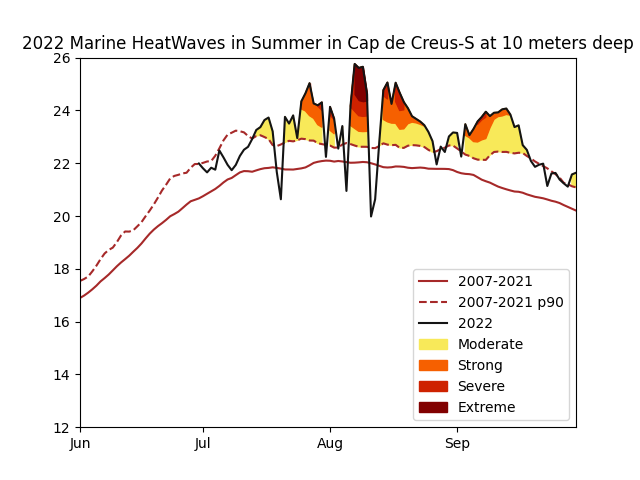 2022 Marine HeatWaves in Summer in Cap de Creus-S at 10 meters deep
26
24
22
20
18
16
14
12
Jun Jul Aug Sep
2007-2021
2007-2021 p90
2022
Moderate
Strong
Severe
Extreme